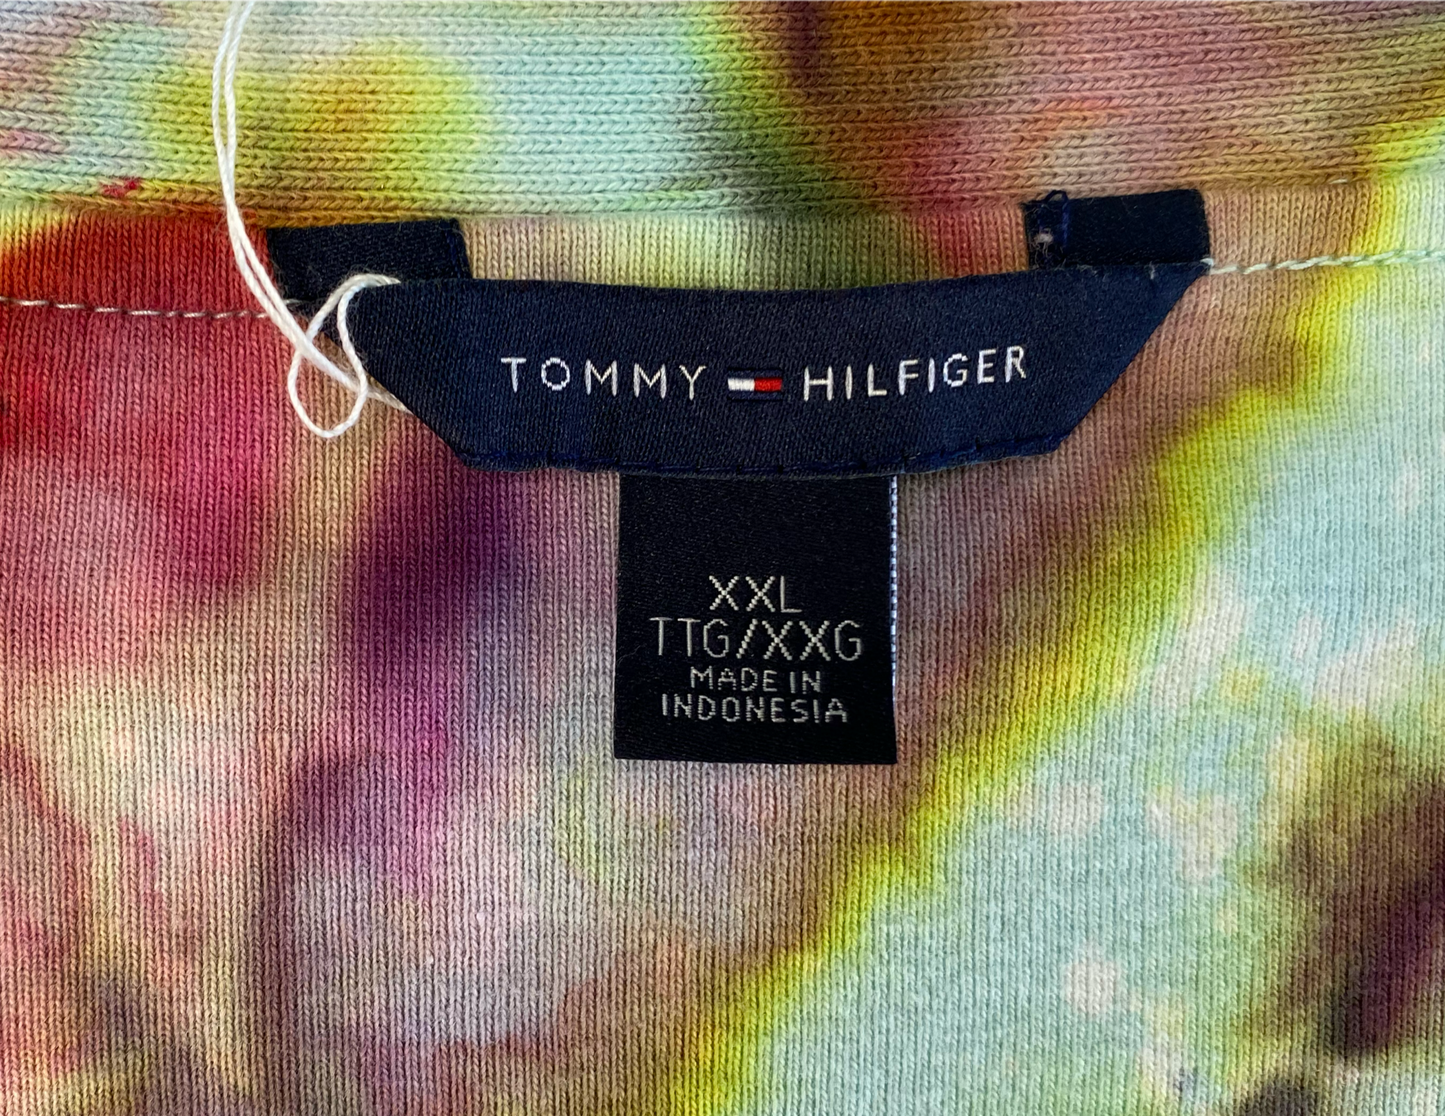 TOMMY HILFIGER
XXL
TTG/XXG
MADE IN
INDONESIA